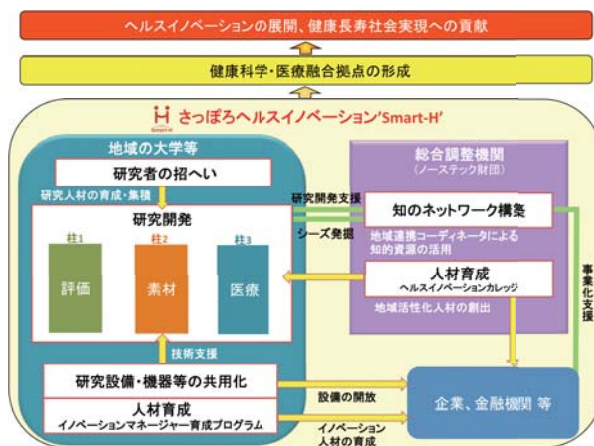 ヘルスイノベーションの展開、健康長寿社会実現への貢献
健康科学・医療融合拠点の形成
Smart-H
さっぽろヘルスイノベーション'Smart-H'
地域の大学等
研究者の招へい
研究人材の育成・集積
研究開発
柱1
柱2
柱3
評価
素材
医療
技術支援
研究設備・機器等の共用化
人材育成
イノベーションマネージャー育成プログラム
研究開発支援
シーズ発掘
総合調整機関
(ノーステック財団)
知のネットワーク構築
地域連携コーディネータによる
知的資源の活用
人材育成
ヘルスイノベーションカレッジ
地域活性化人材の創出
事業化支援
設備の開放
イノベーション
人材の育成
企業、金融機関 等